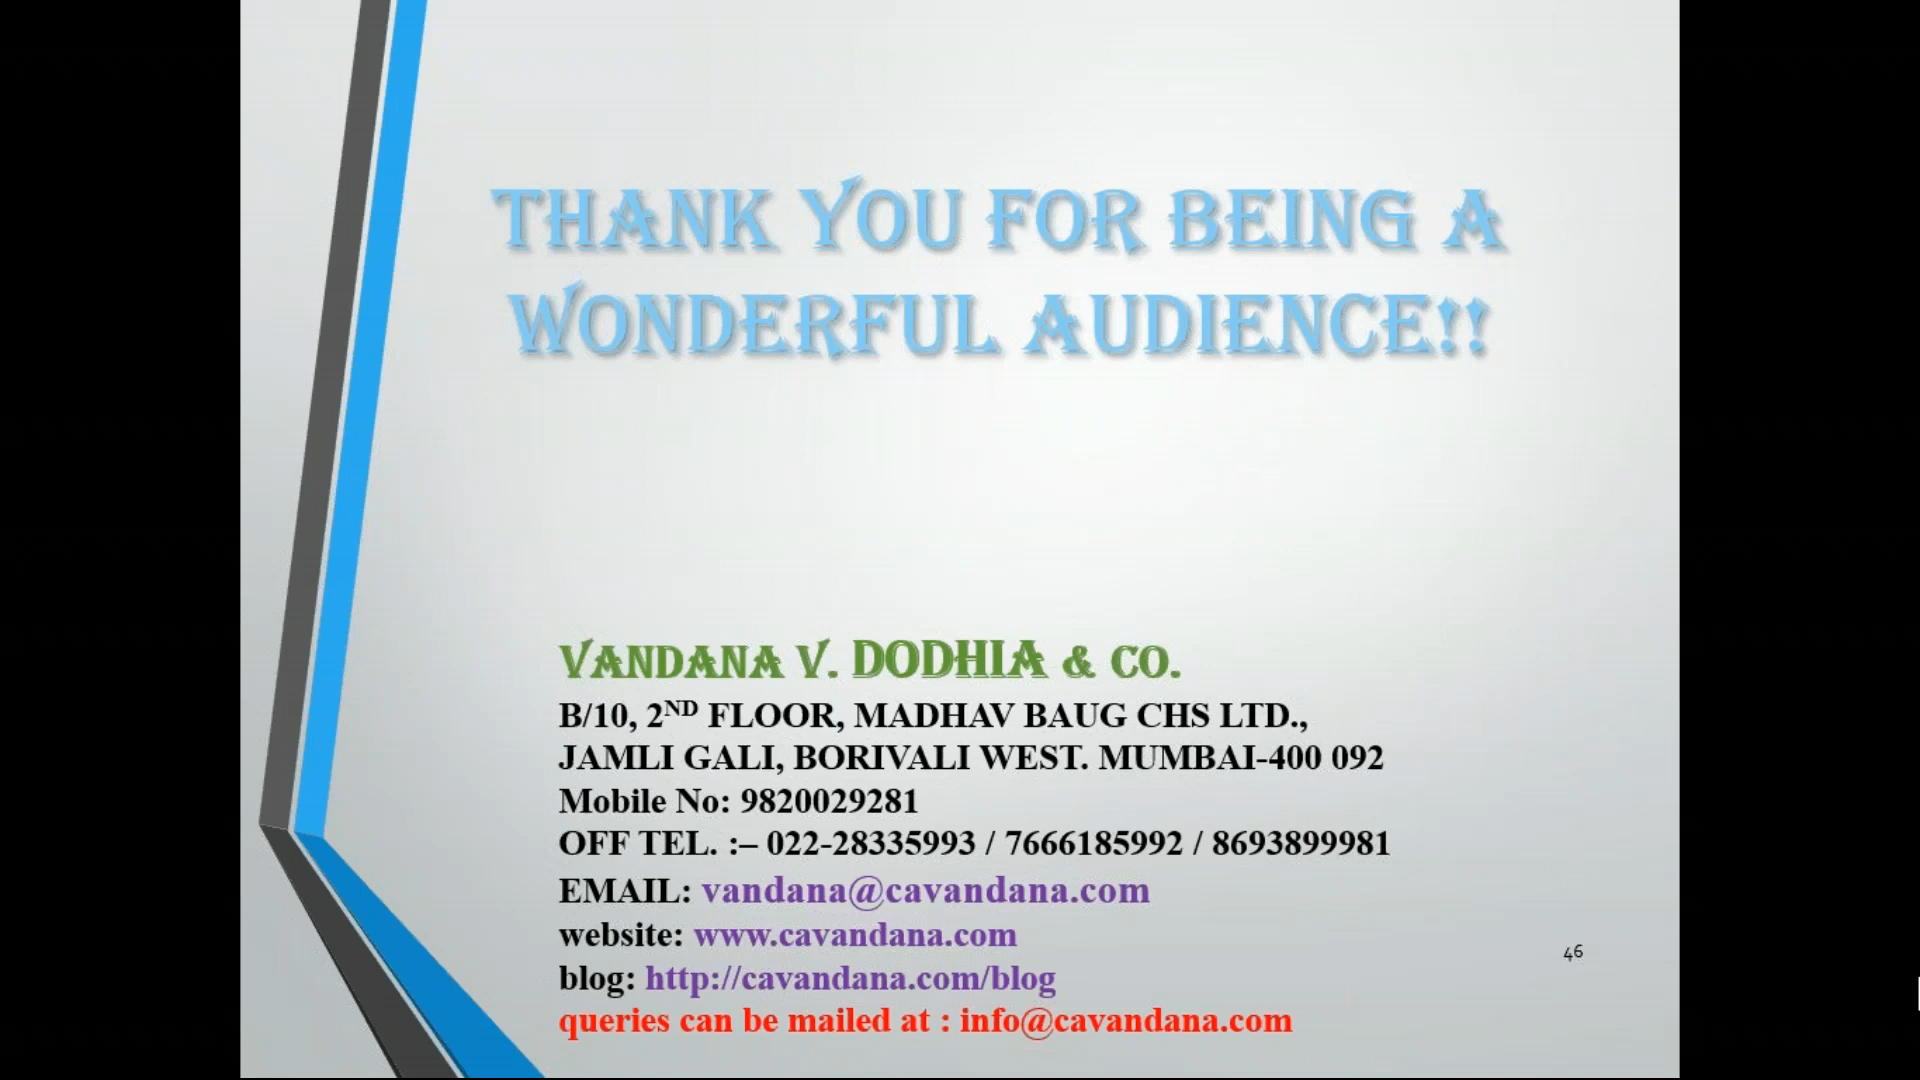 THANK YOU FOR BEING A
WONDERFUL AUDIENCE!!
VANDANA V. DODHIA & CO.
B/10, 2ND FLOOR, MADHAV BAUG CHS LTD.,
JAMLI GALI, BORIVALI WEST. MUMBAI-400 092
Mobile No: 9820029281
OFF TEL. :– 022-28335993 / 7666185992 / 8693899981
EMAIL: vandana@cavandana.com
website: www.cavandana.com
blog: http://cavandana.com/blog
queries can be mailed at : info@cavandana.com
46